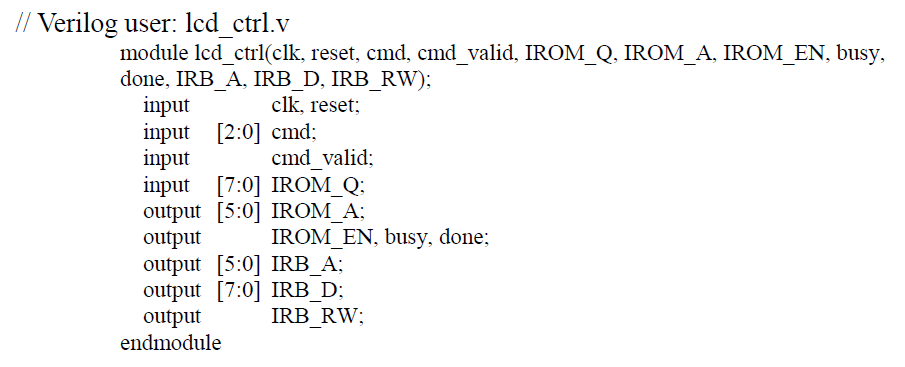 // Verilog user: lcd_ctrl.v
module lcd_ctrl(clk, reset, cmd, cmd_valid, IROM_Q, IROM_A, IROM_EN, busy,
done, IRB_A, IRB_D, IRB_RW);
input clk, reset;
input [2:0] cmd;
input cmd_valid;
input [7:0] IROM_Q;
output [5:0] IROM_A;
output IROM_EN, busy, done;
output [5:0] IRB_A;
output [7:0] IRB_D;
output IRB_RW;
endmodule